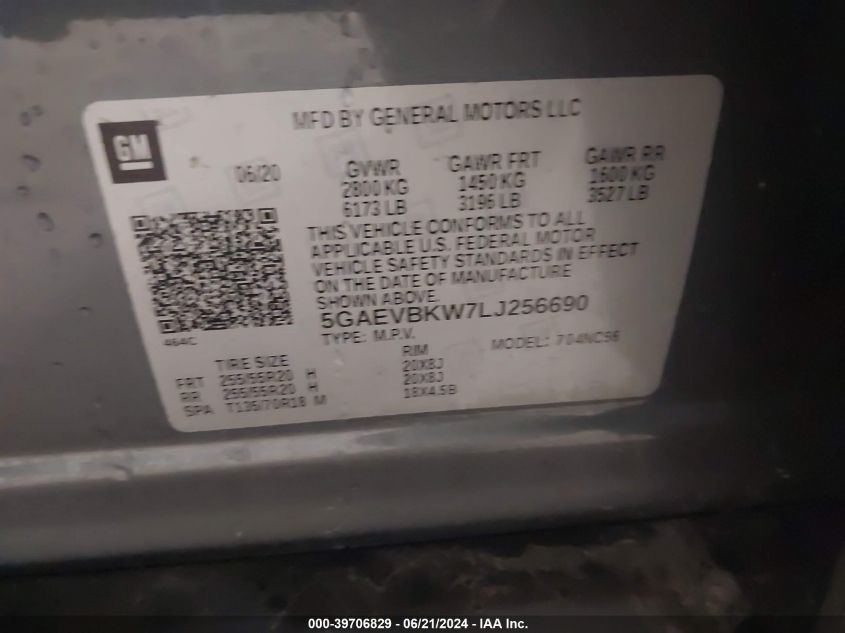 MFD BY GENERAL MOTORS LLC
GM
06/20
GVWR GAWR FRT GAWR RR
2800 KG 1450 KG 1600 KG
6173 LB 3196 LB 3527 LB
THIS VEHICLE CONFORMS TO ALL
APPLICABLE U.S. FEDERAL MOTOR
VEHICLE SAFETY STANDARDS IN EFFECT
ON THE DATE OF MANUFACTURE
SHOWN ABOVE.
5GAEVBKW7LJ256690
464C
TYPE: M.P.V. MODEL: 704NC56
TIRE SIZE RIM
FRT 255/55R20 H 20X8J
RR 255/55R20 H 20X8J
SPA T135/70R18 M 18X4.5B
000-39706829 - 06/21/2024 - IAA Inc.